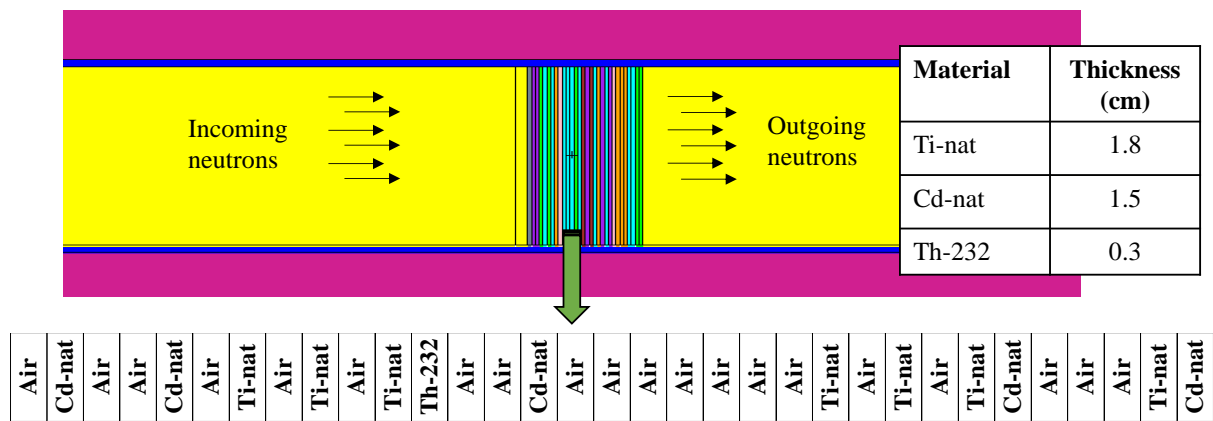 Incoming
neutrons
Outgoing
neutrons
Material Thickness
(cm)
Ti-nat 1.8
Cd-nat 1.5
Th-232 0.3
Air
Cd-nat
Air
Air
Cd-nat
Air
Ti-nat
Air
Ti-nat
Air
Ti-nat
Th-232
Air
Air
Cd-nat
Air
Air
Air
Air
Air
Air
Air
Ti-nat
Air
Ti-nat
Air
Ti-nat
Cd-nat
Air
Air
Air
Ti-nat
Cd-nat